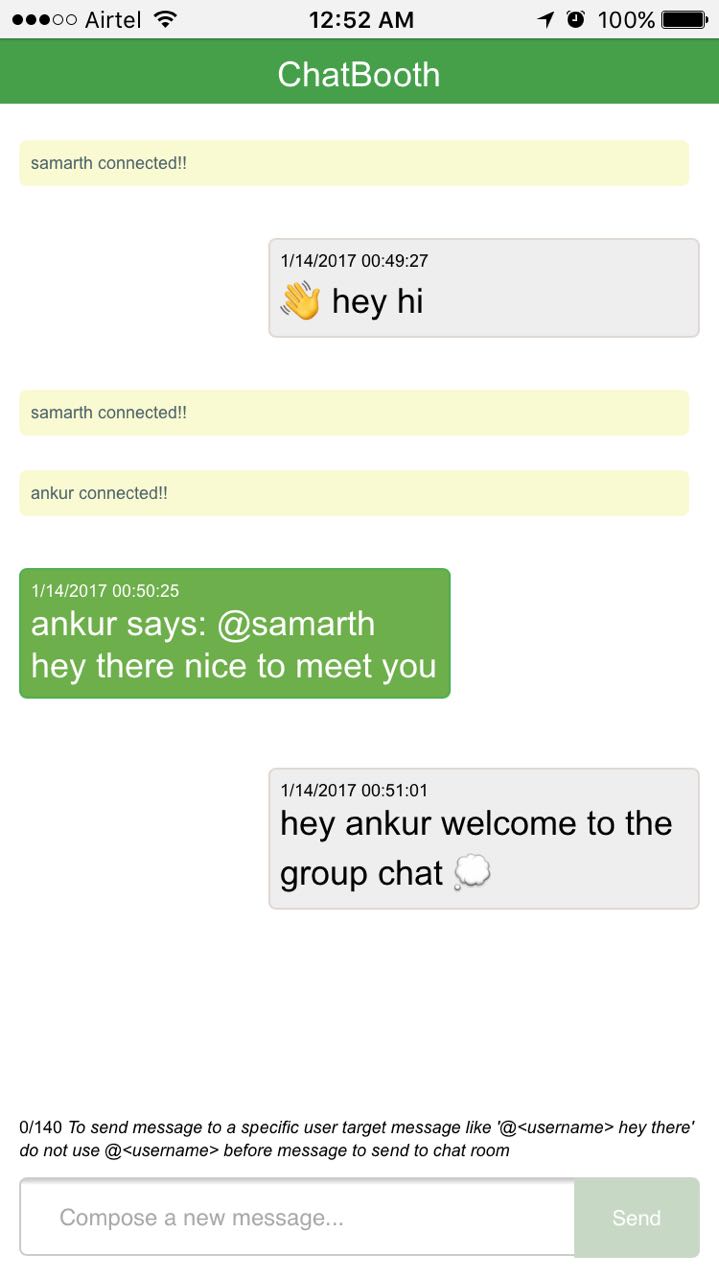 Airtel 12:52 AM 100%
ChatBooth
samarth connected!!
1/14/2017 00:49:27
👋 hey hi
samarth connected!!
ankur connected!!
1/14/2017 00:50:25
ankur says: @samarth
hey there nice to meet you
1/14/2017 00:51:01
hey ankur welcome to the
group chat 💭
0/140 To send message to a specific user target message like '@<username> hey there'
do not use @<username> before message to send to chat room
Compose a new message...
Send